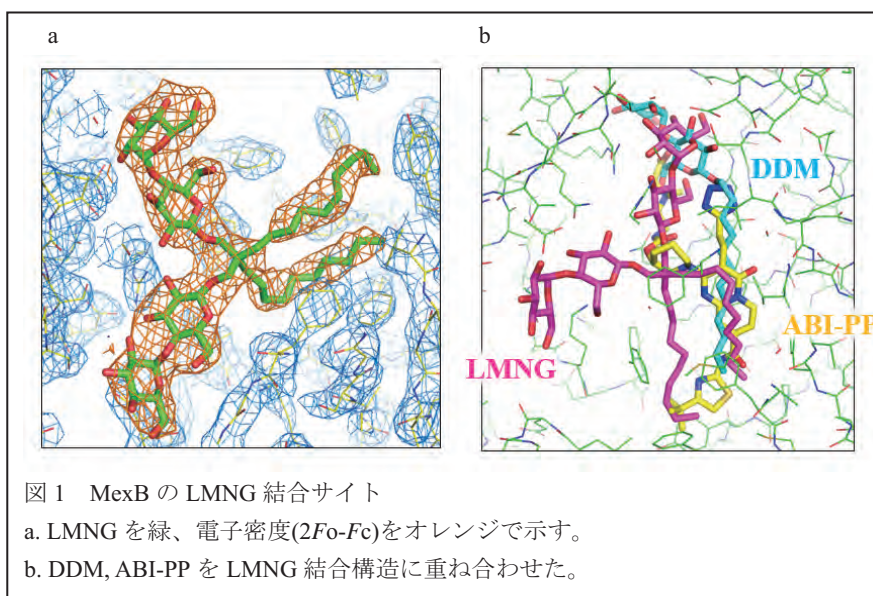 a
b
DDM
ABI-PP
LMNG
図 1 MexB の LMNG 結合サイト
a. LMNG を緑、電子密度(2Fo-Fc)をオレンジで示す。
b. DDM, ABI-PP を LMNG 結合構造に重ね合わせた。